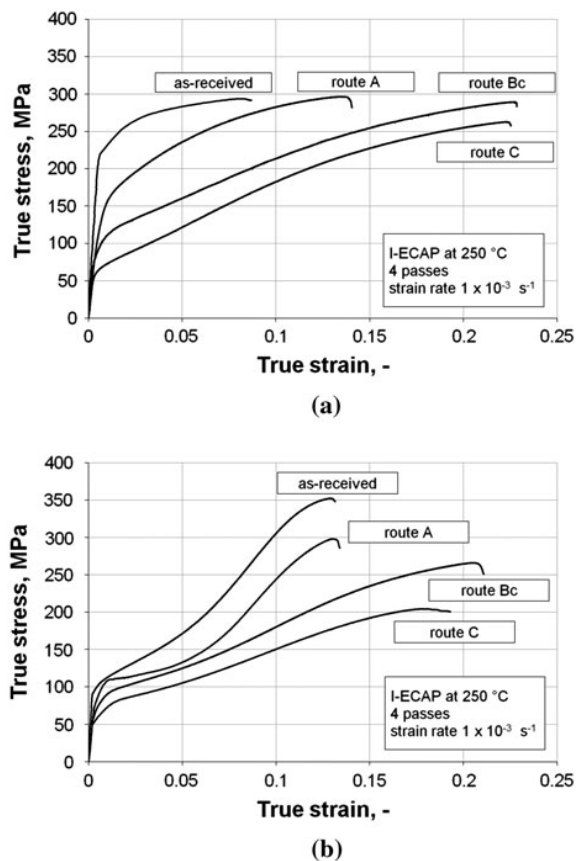 400
350
300
250
200
150
100
50
0
True stress, MPa
as-received
route A
route Bc
route C
I-ECAP at 250 °C
4 passes
strain rate 1 x 10⁻³ s⁻¹
0 0.05 0.1 0.15 0.2 0.25
True strain, -
(a)
400
350
300
250
200
150
100
50
0
True stress, MPa
as-received
route A
route Bc
route C
I-ECAP at 250 °C
4 passes
strain rate 1 x 10⁻³ s⁻¹
0 0.05 0.1 0.15 0.2 0.25
True strain, -
(b)